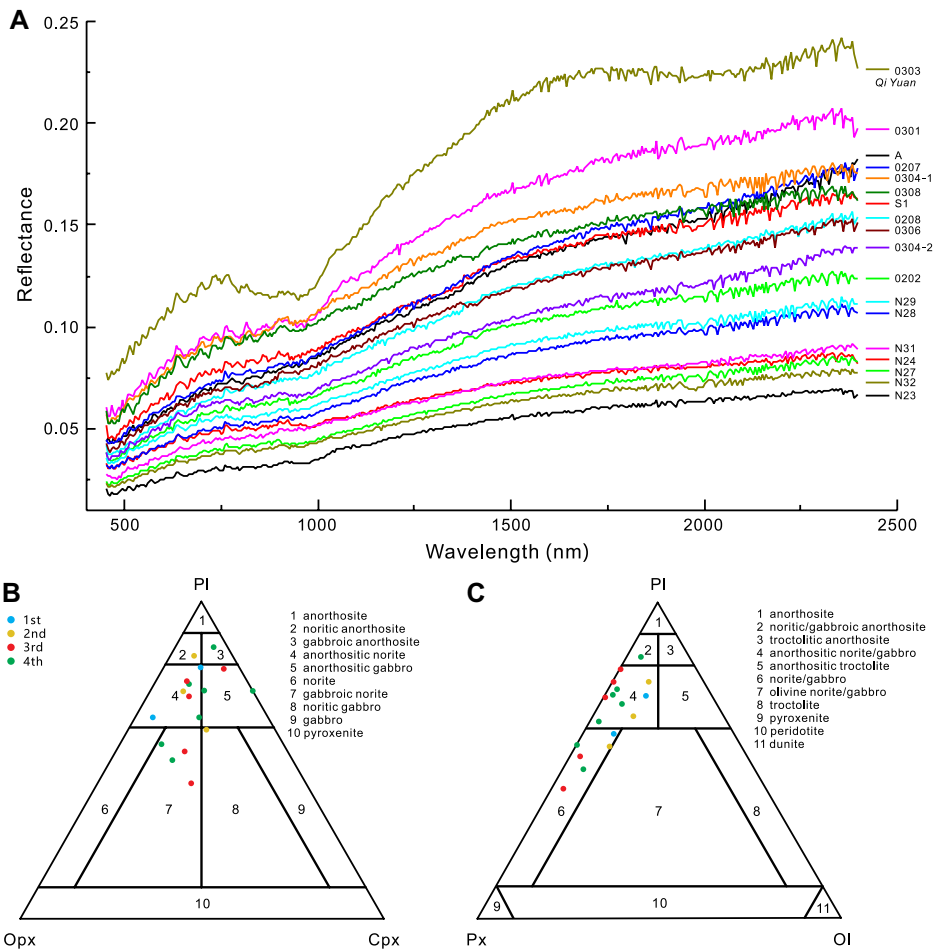 A
0.25
0.20
0.15
0.10
0.05
Reflectance
500
1000
1500
2000
2500
Wavelength (nm)
0303
Qi Yuan
0301
A
0207
0304-1
0308
S1
0208
0306
0304-2
0202
N29
N28
N31
N24
N27
N32
N23
B
1st
2nd
3rd
4th
Pl
1
2
3
4
5
6
7
8
9
10
Opx
Cpx
1 anorthosite
2 noritic anorthosite
3 gabbroic anorthosite
4 anorthositic norite
5 anorthositic gabbro
6 norite
7 gabbroic norite
8 noritic gabbro
9 gabbro
10 pyroxenite
C
Pl
1
2
3
4
5
6
7
8
9
10
11
Px
Ol
1 anorthosite
2 noritic/gabbroic anorthosite
3 troctolitic anorthosite
4 anorthositic norite/gabbro
5 anorthositic troctolite
6 norite/gabbro
7 olivine norite/gabbro
8 troctolite
9 pyroxenite
10 peridotite
11 dunite